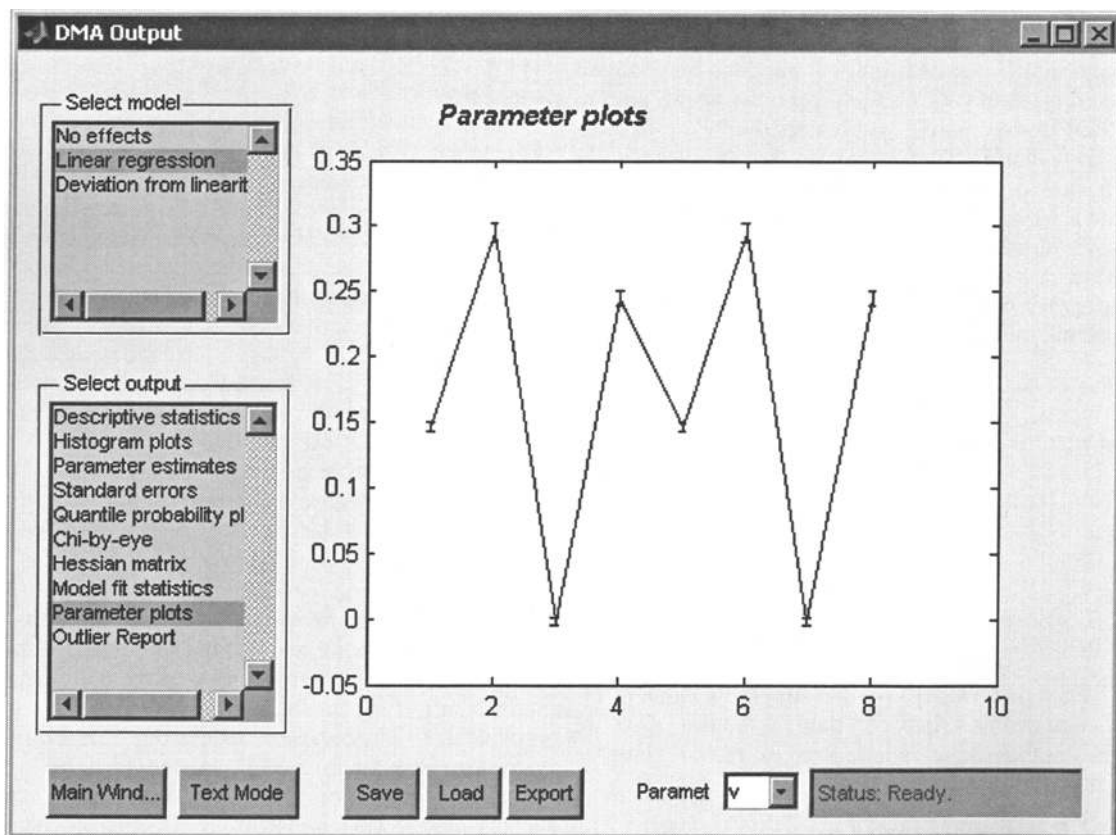 DMA Output
Select model
No effects
Linear regression
Deviation from linearit
Select output
Descriptive statistics
Histogram plots
Parameter estimates
Standard errors
Quantile probability pl
Chi-by-eye
Hessian matrix
Model fit statistics
Parameter plots
Outlier Report
Parameter plots
0.35
0.3
0.25
0.2
0.15
0.1
0.05
0
-0.05
0 2 4 6 8 10
Main Wind...
Text Mode
Save
Load
Export
Paramet
v
Status: Ready.